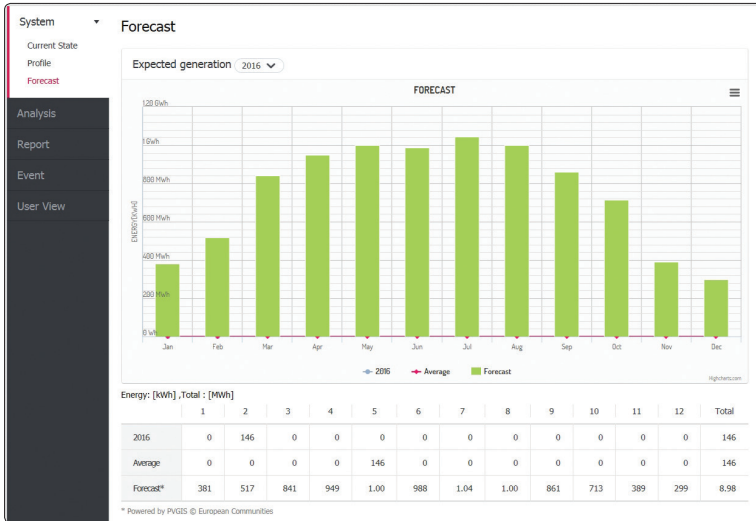 System ▾
Current State
Profile
Forecast
Analysis
Report
Event
User View
Forecast
Expected generation 2016
FORECAST
1.20 GWh
1 GWh
800 MWh
600 MWh
400 MWh
200 MWh
0 Wh
ENERGY[KWH]
Jan Feb Mar Apr May Jun Jul Aug Sep Oct Nov Dec
2016 Average Forecast
Highcharts.com
Energy: [kWh] ,Total : [MWh]
1 2 3 4 5 6 7 8 9 10 11 12 Total
2016 0 146 0 0 0 0 0 0 0 0 0 0 146
Average 0 0 0 0 146 0 0 0 0 0 0 0 146
Forecast* 381 517 841 949 1.00 988 1.04 1.00 861 713 389 299 8.98
* Powered by PVGIS © European Communities